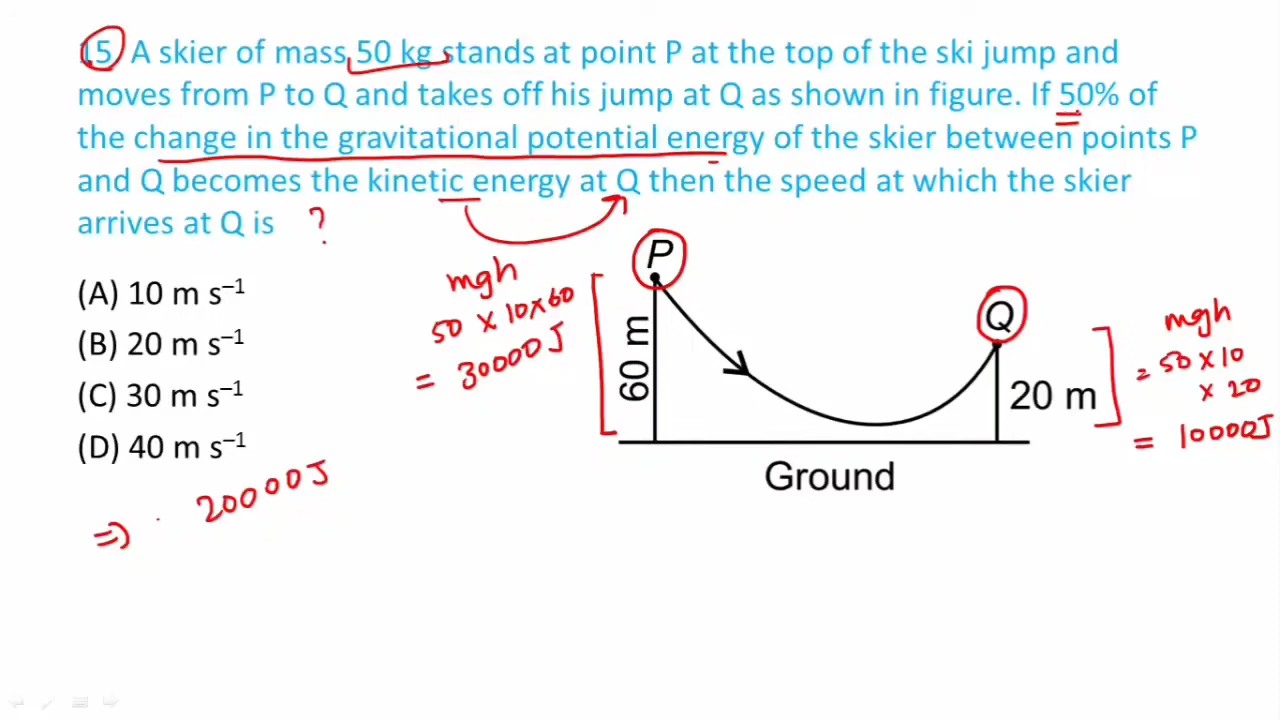 15. A skier of mass 50 kg stands at point P at the top of the ski jump and
moves from P to Q and takes off his jump at Q as shown in figure. If 50% of
the change in the gravitational potential energy of the skier between points P
and Q becomes the kinetic energy at Q then the speed at which the skier
arrives at Q is ?
(A) 10 m s⁻¹
(B) 20 m s⁻¹
(C) 30 m s⁻¹
(D) 40 m s⁻¹
⇒ 20000J
mgh
50 × 10×60
= 30000J
P
60 m
Q
20 m
Ground
mgh
= 50 × 10
× 20
= 10000J